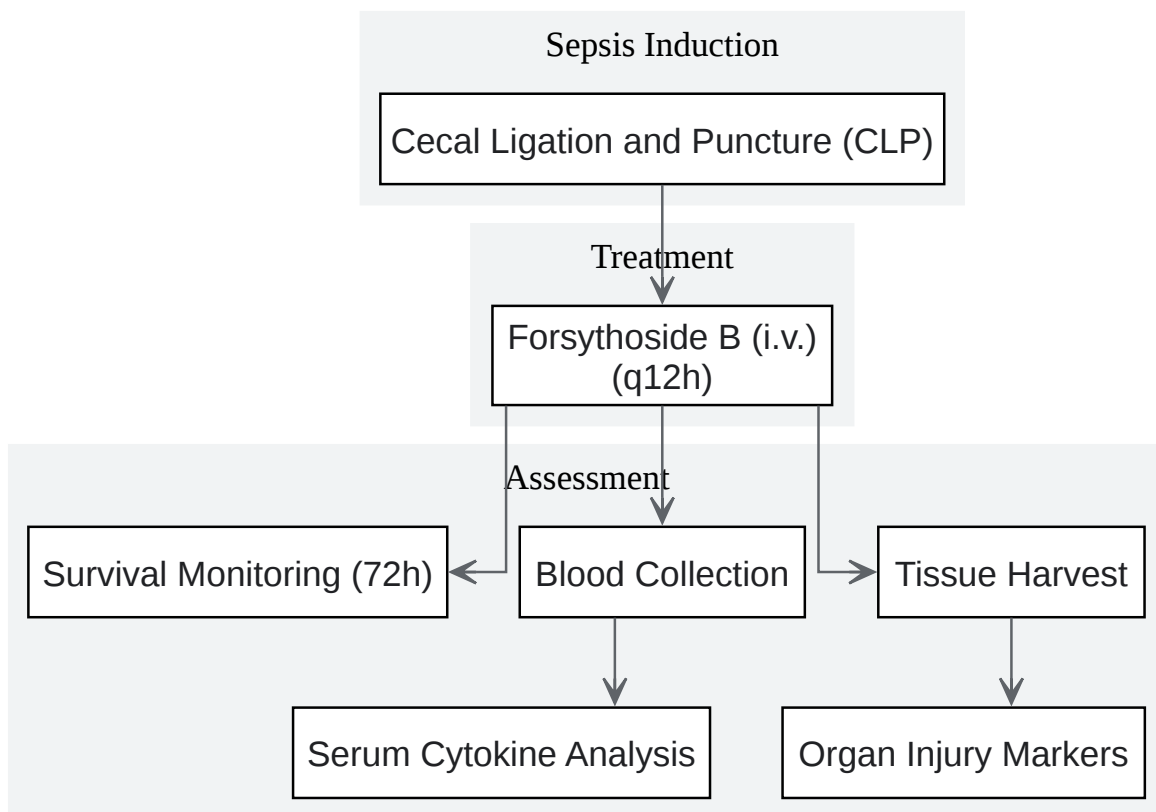 Sepsis Induction
Cecal Ligation and Puncture (CLP)
Treatment
Forsythoside B (i.v.)
(q12h)
Assessment
Survival Monitoring (72h)
Blood Collection
Tissue Harvest
Serum Cytokine Analysis
Organ Injury Markers